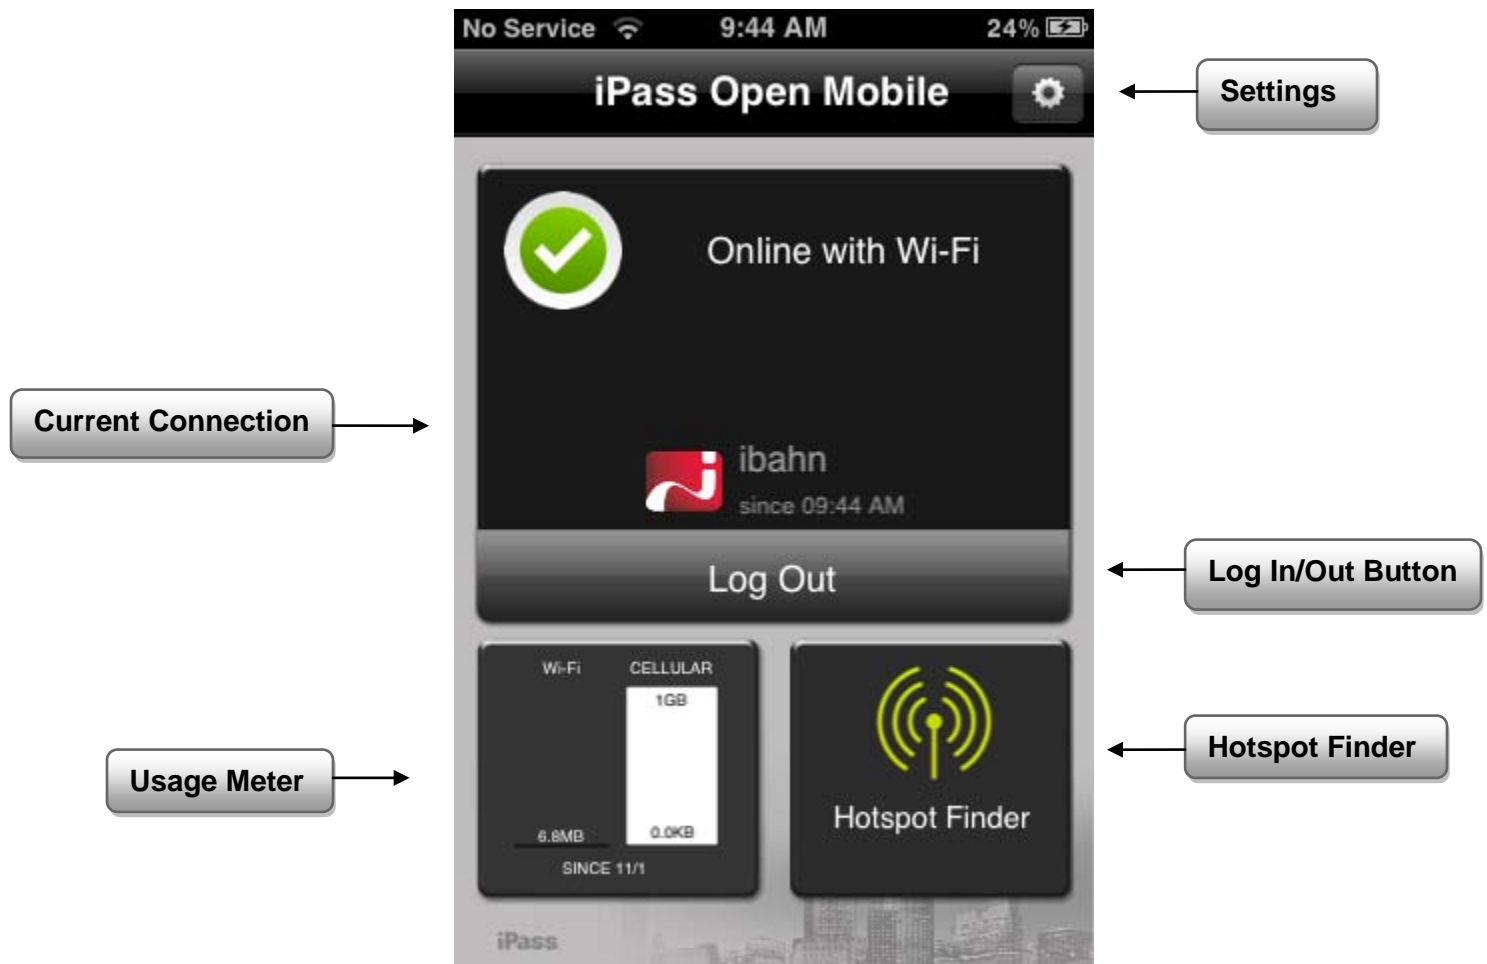 No Service 9:44 AM 24%
iPass Open Mobile
Settings
Online with Wi-Fi
Current Connection
ibahn
since 09:44 AM
Log Out
Log In/Out Button
Wi-Fi CELLULAR
1GB
Hotspot Finder
Usage Meter
6.8MB 0.0KB
SINCE 11/1
Hotspot Finder
iPass